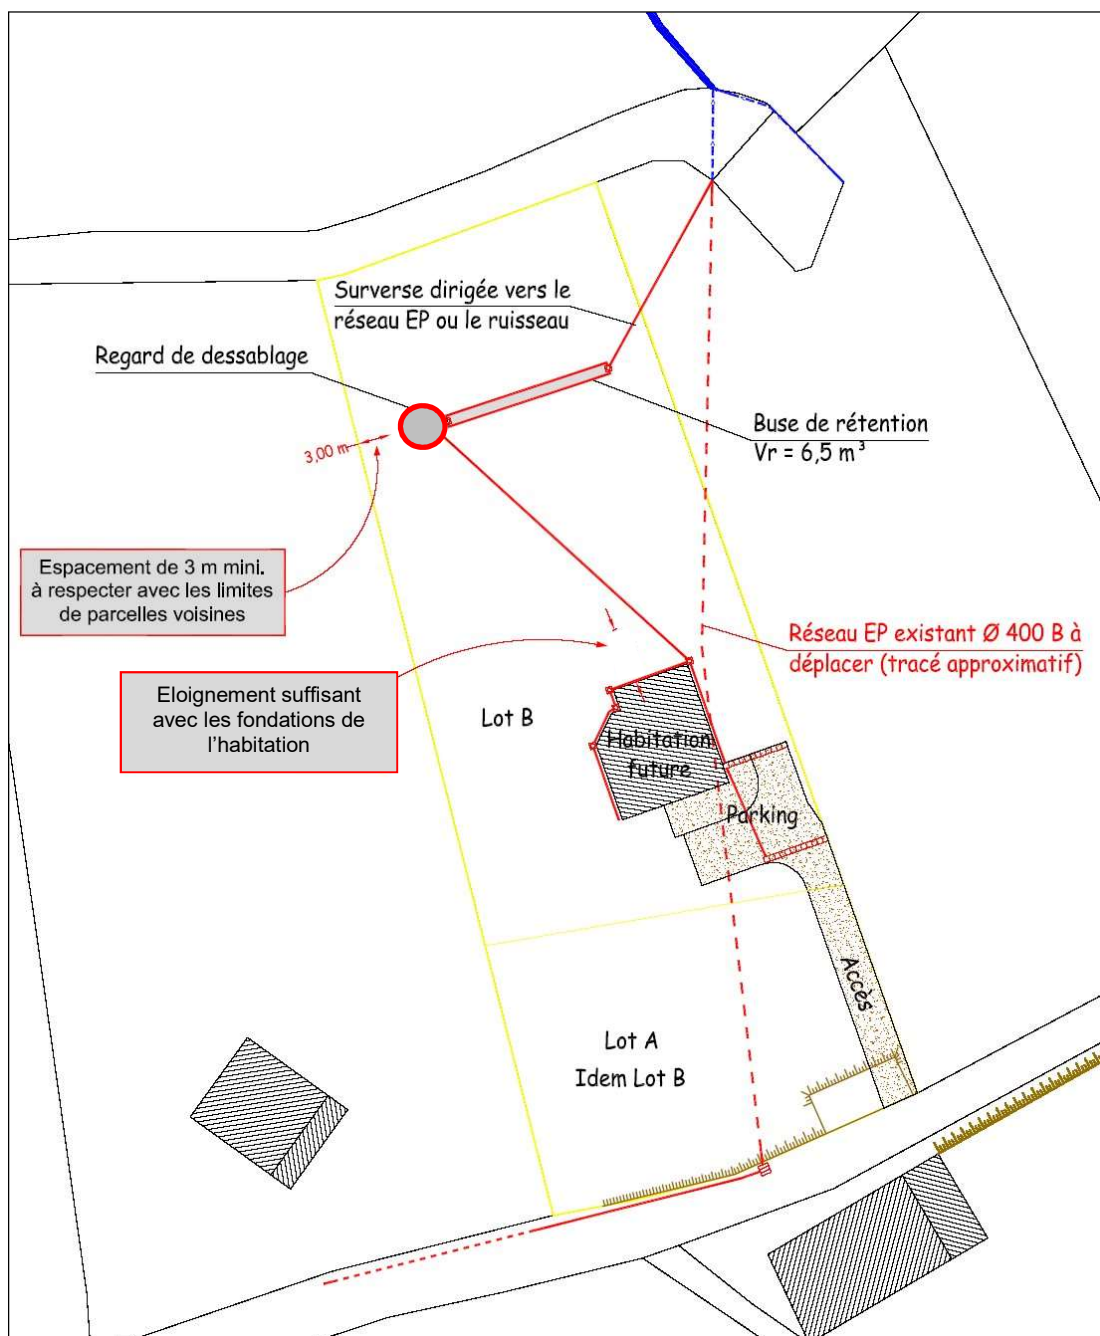 Surverse dirigée vers le
réseau EP ou le ruisseau
Regard de dessablage
Buse de rétention
Vr = 6,5 m³
3,00 m
Espacement de 3 m mini.
à respecter avec les limites
de parcelles voisines
Réseau EP existant Ø 400 B à
déplacer (tracé approximatif)
Eloignement suffisant
avec les fondations de
l'habitation
Lot B
Habitation
future
Parking
Accès
Lot A
Idem Lot B